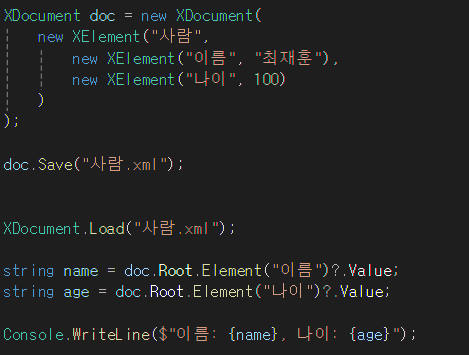 XDocument doc = new XDocument(
    new XElement("사람",
        new XElement("이름", "최재훈"),
        new XElement("나이", 100)
    )
);

doc.Save("사람.xml");

XDocument.Load("사람.xml");

string name = doc.Root.Element("이름")?.Value;
string age = doc.Root.Element("나이")?.Value;

Console.WriteLine($"이름: {name}, 나이: {age}");